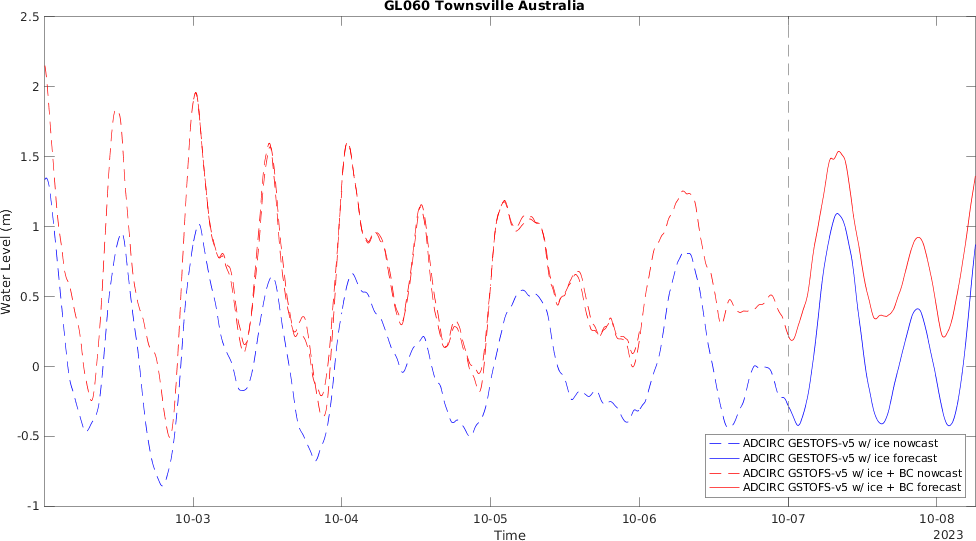 GL060 Townsville Australia
2.5
2
1.5
1
0.5
0
-0.5
-1
Water Level (m)
10-03
10-04
10-05
10-06
10-07
10-08
Time
2023
ADCIRC GESTOFS-v5 w/ ice nowcast
ADCIRC GESTOFS-v5 w/ ice forecast
ADCIRC GSTOFS-v5 w/ ice + BC nowcast
ADCIRC GSTOFS-v5 w/ ice + BC forecast